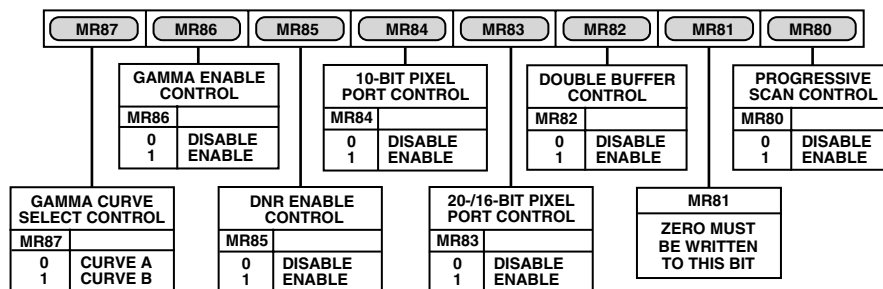 MR87 MR86 MR85 MR84 MR83 MR82 MR81 MR80
GAMMA ENABLE
CONTROL
MR86
0 DISABLE
1 ENABLE
10-BIT PIXEL
PORT CONTROL
MR84
0 DISABLE
1 ENABLE
DOUBLE BUFFER
CONTROL
MR82
0 DISABLE
1 ENABLE
PROGRESSIVE
SCAN CONTROL
MR80
0 DISABLE
1 ENABLE
GAMMA CURVE
SELECT CONTROL
MR87
0 CURVE A
1 CURVE B
DNR ENABLE
CONTROL
MR85
0 DISABLE
1 ENABLE
20-/16-BIT PIXEL
PORT CONTROL
MR83
0 DISABLE
1 ENABLE
MR81
ZERO MUST
BE WRITTEN
TO THIS BIT